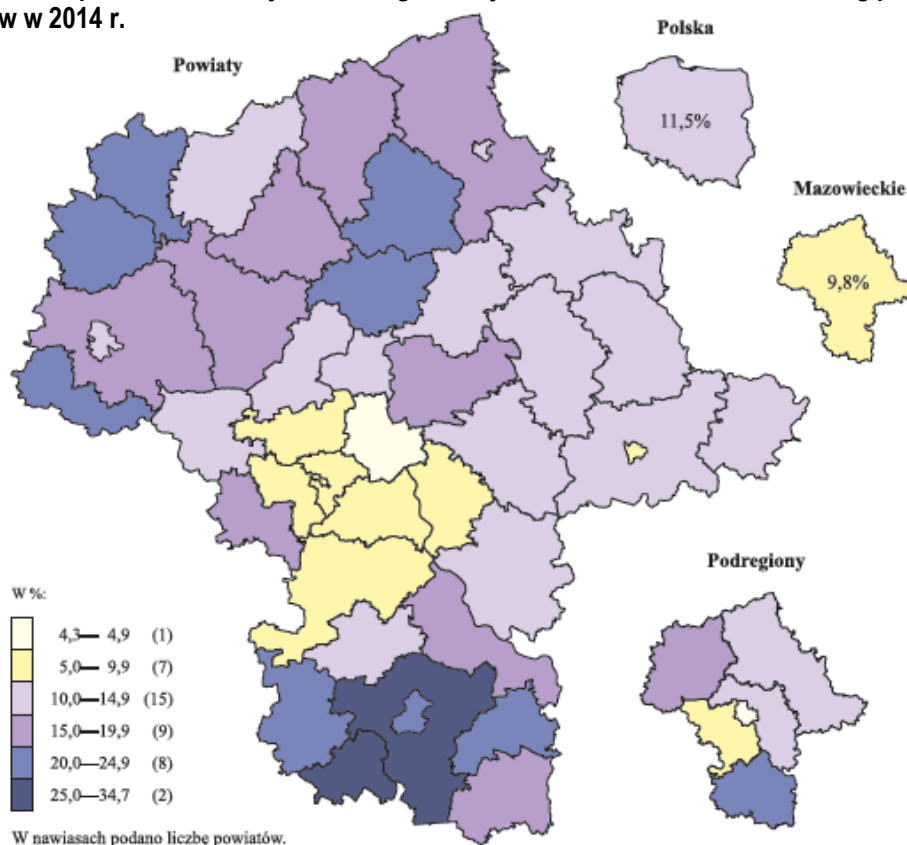 w w 2014 r.
Polska
Powiaty
11,5%
Mazowieckie
9,8%
Podregiony
W %:
4,3— 4,9 (1)
5,0— 9,9 (7)
10,0—14,9 (15)
15,0—19,9 (9)
20,0—24,9 (8)
25,0—34,7 (2)
W nawiasach podano liczbę powiatów.